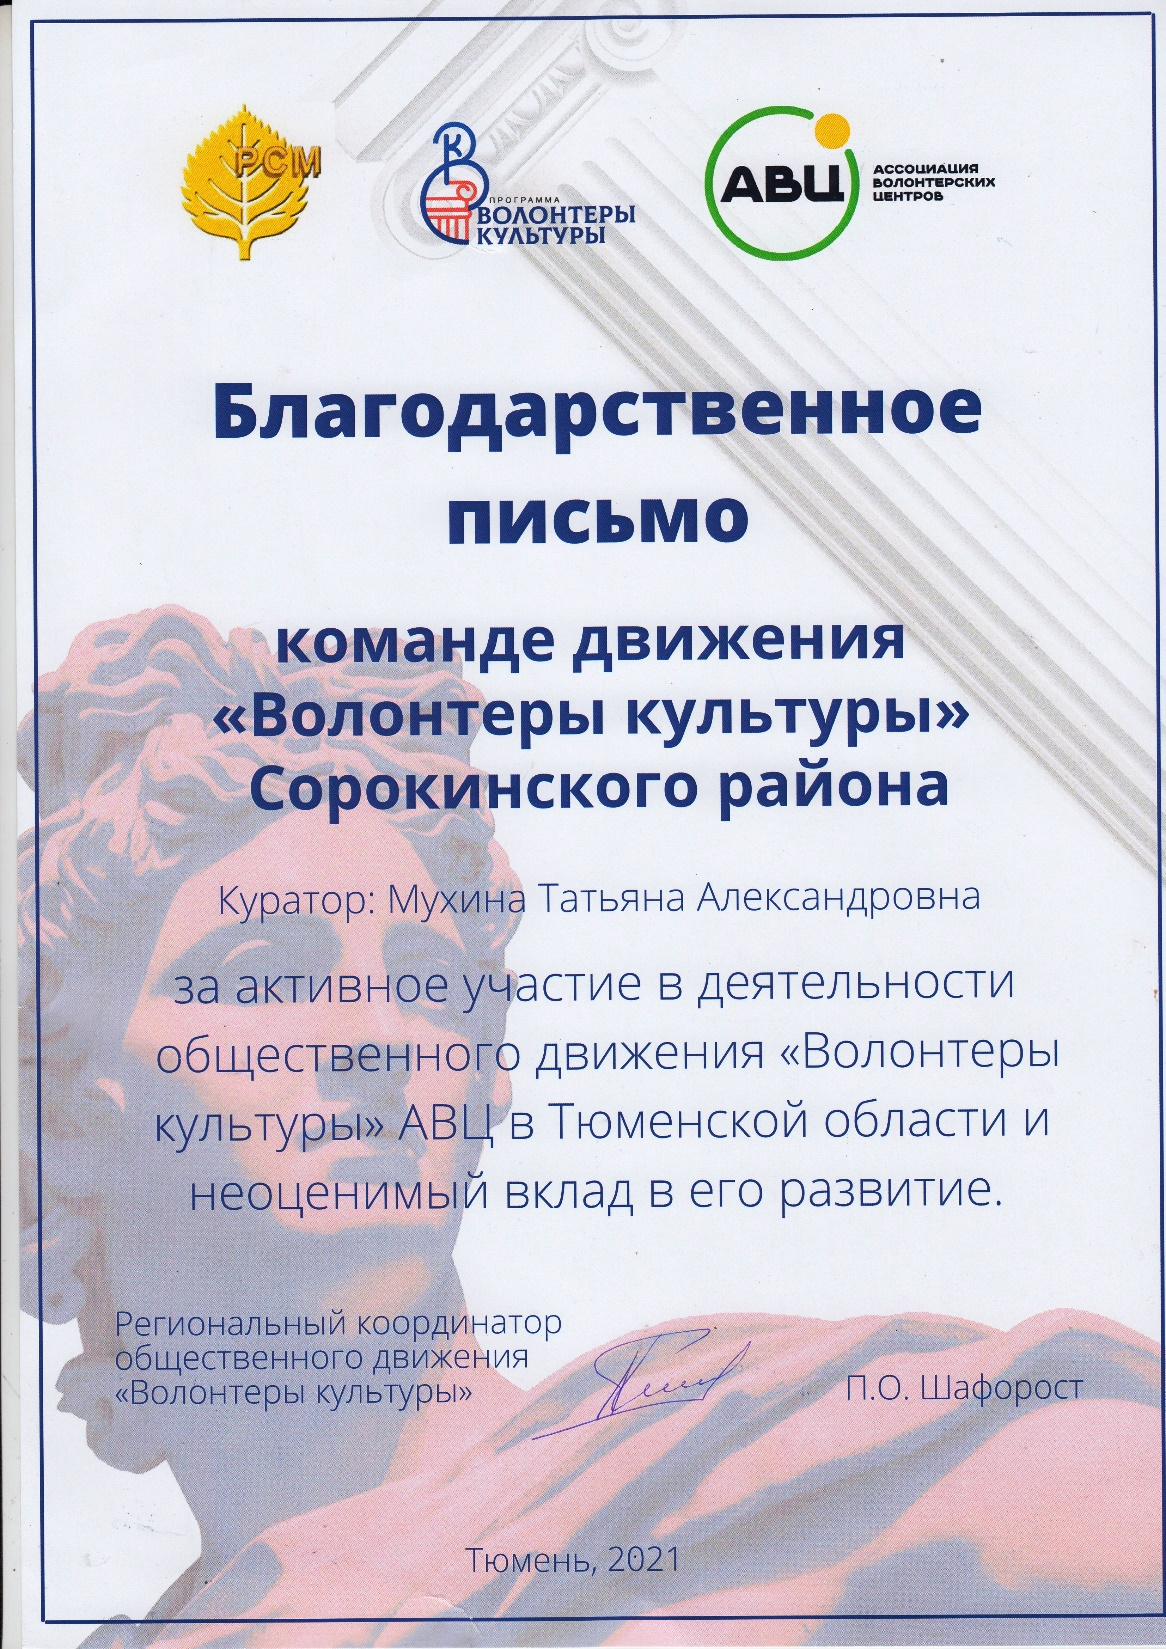 РСМ
ПРОГРАММА
ВОЛОНТЕРЫ
КУЛЬТУРЫ
АВЦ
АССОЦИАЦИЯ
ВОЛОНТЕРСКИХ
ЦЕНТРОВ
Благодарственное
письмо
команде движения
«Волонтеры культуры»
Сорокинского района
Куратор: Мухина Татьяна Александровна
за активное участие в деятельности
общественного движения «Волонтеры
культуры» АВЦ в Тюменской области и
неоценимый вклад в его развитие.
Региональный координатор
общественного движения
«Волонтеры культуры»
П.О. Шафорост
Тюмень, 2021